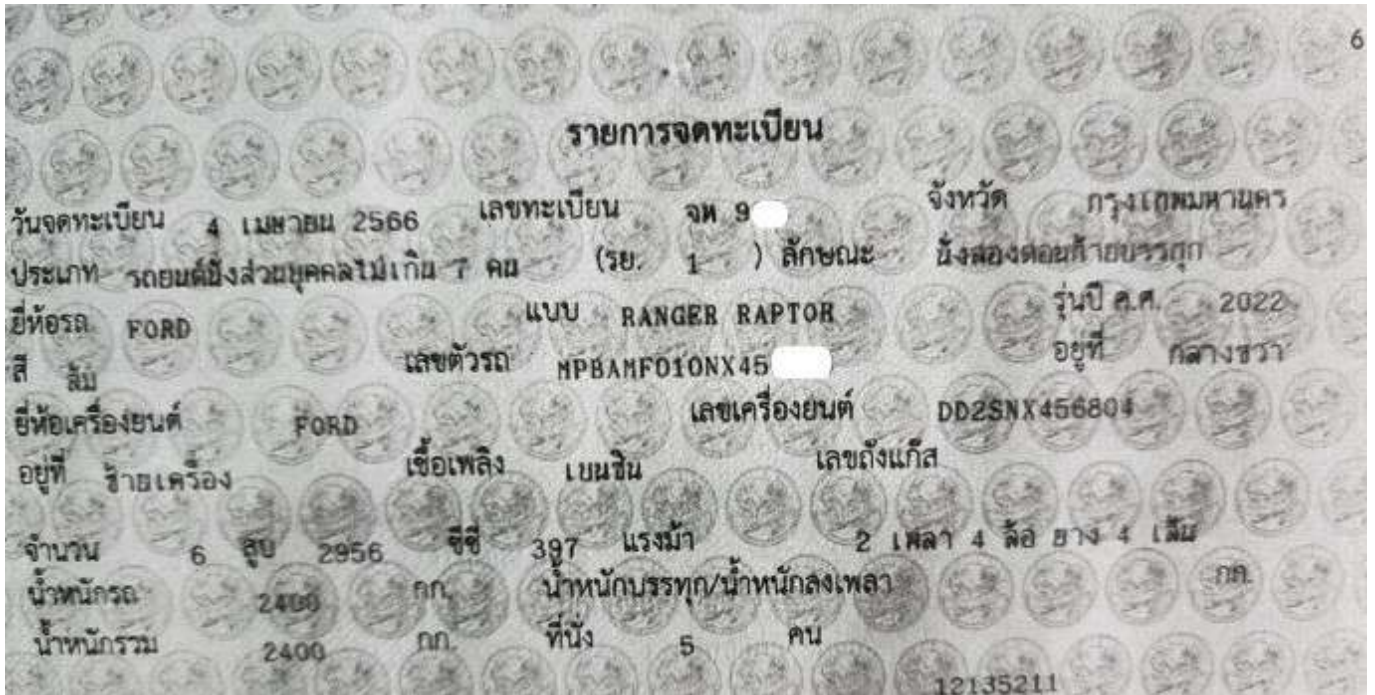 6
รายการจดทะเบียน
วันจดทะเบียน 4 เมษายน 2566 เลขทะเบียน จห 9 จังหวัด กรุงเทพมหานคร
ประเภท รถยนต์นั่งส่วนบุคคลไม่เกิน 7 คน (รย. 1 ) ลักษณะ นั่งสองตอนท้ายบรรทุก
ยี่ห้อรถ FORD แบบ RANGER RAPTOR รุ่นปี ค.ศ. 2022
สี ส้ม เลขตัวรถ MPBAMF010NX45 อยู่ที่ กลางขวา
ยี่ห้อเครื่องยนต์ FORD เลขเครื่องยนต์ DD2SNX456804
อยู่ที่ ซ้ายเครื่อง เชื้อเพลิง เบนซิน เลขถังแก๊ส
จำนวน 6 สูบ 2956 ซีซี 397 แรงม้า 2 เพลา 4 ล้อ ยาง 4 เส้น
น้ำหนักรถ 2400 กก. น้ำหนักบรรทุก/น้ำหนักลงเพลา กก.
น้ำหนักรวม 2400 กก. ที่นั่ง 5 คน
12135211